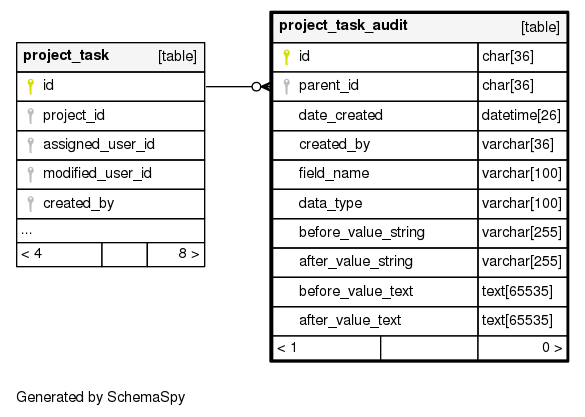 project_task [table]
id
project_id
assigned_user_id
modified_user_id
created_by
...
< 4 8 >
project_task_audit [table]
id char[36]
parent_id char[36]
date_created datetime[26]
created_by varchar[36]
field_name varchar[100]
data_type varchar[100]
before_value_string varchar[255]
after_value_string varchar[255]
before_value_text text[65535]
after_value_text text[65535]
< 1 0 >
Generated by SchemaSpy